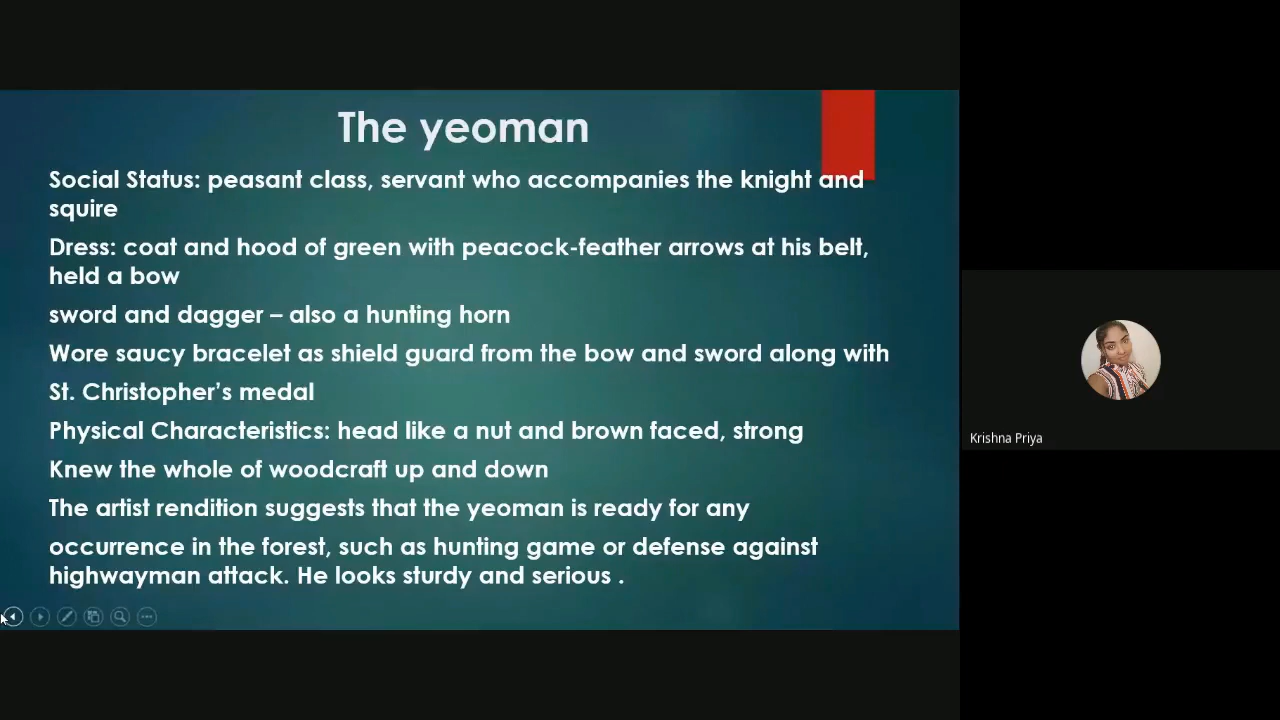 The yeoman
Social Status: peasant class, servant who accompanies the knight and
squire
Dress: coat and hood of green with peacock-feather arrows at his belt,
held a bow
sword and dagger – also a hunting horn
Wore saucy bracelet as shield guard from the bow and sword along with
St. Christopher’s medal
Physical Characteristics: head like a nut and brown faced, strong
Knew the whole of woodcraft up and down
The artist rendition suggests that the yeoman is ready for any
occurrence in the forest, such as hunting game or defense against
highwayman attack. He looks sturdy and serious .
Krishna Priya